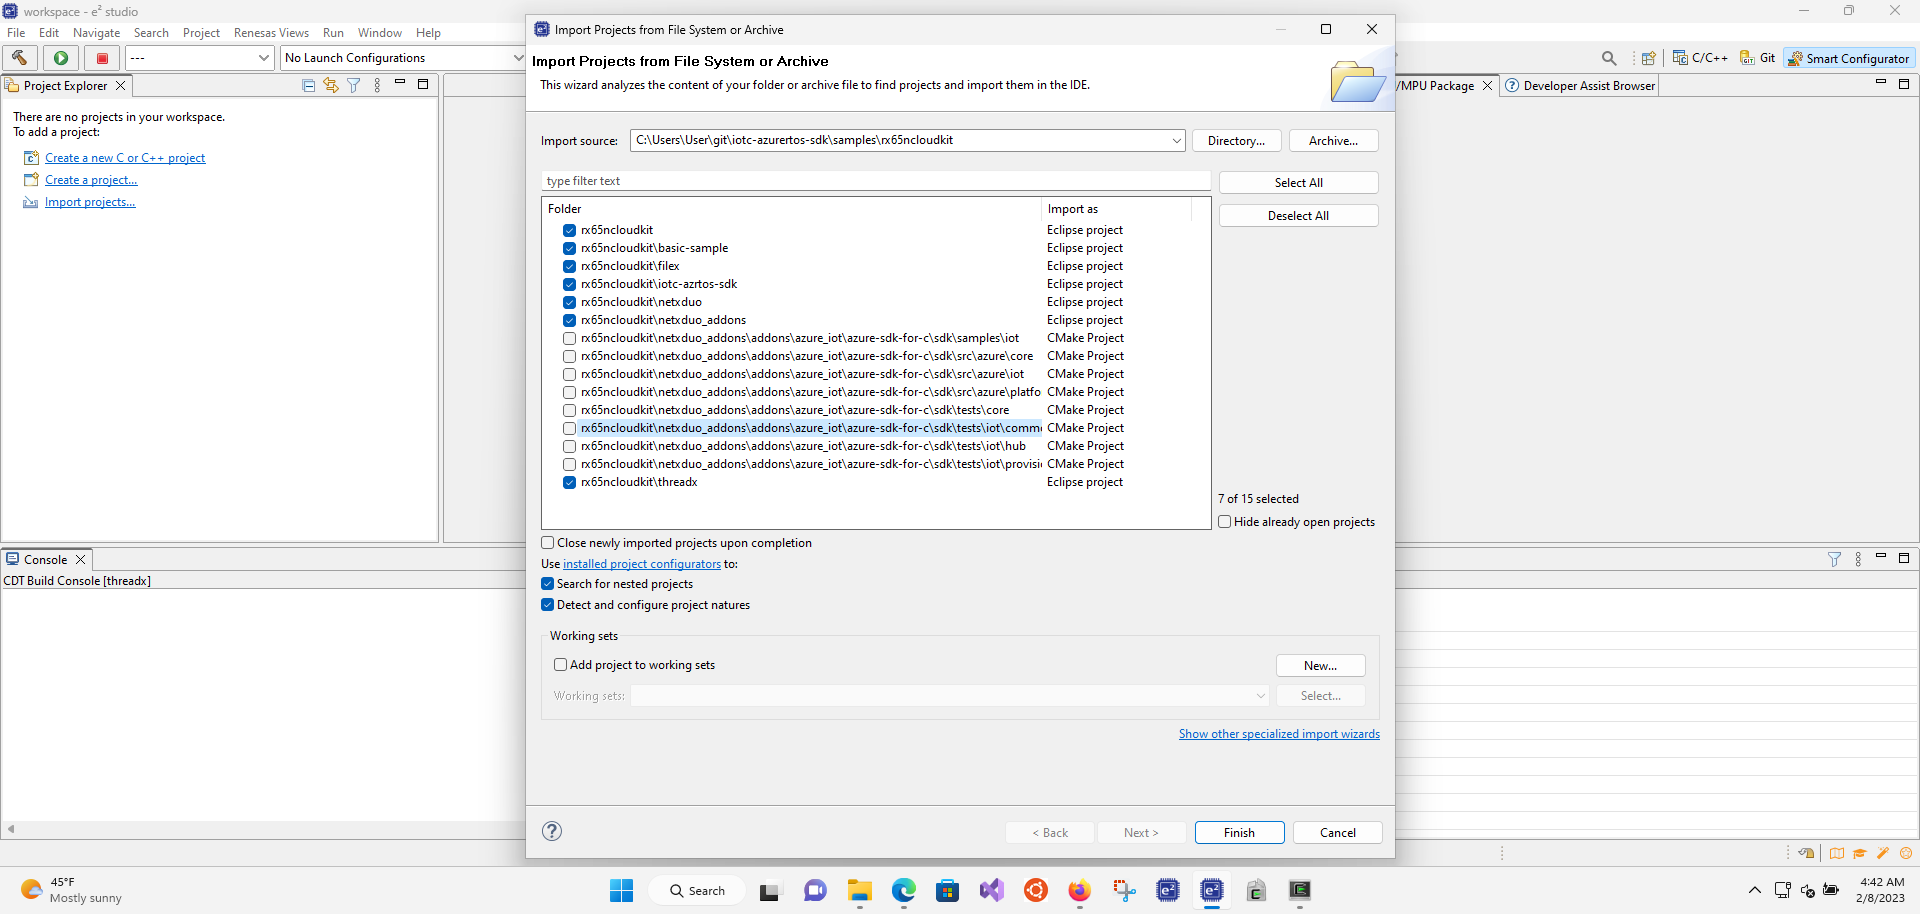 workspace - e² studio
File Edit Navigate Search Project Renesas Views Run Window Help
--- No Launch Configurations
C/C++ Git Smart Configurator
Project Explorer
There are no projects in your workspace.
To add a project:
Create a new C or C++ project
Create a project...
Import projects...
/MPU Package Developer Assist Browser
Import Projects from File System or Archive
Import Projects from File System or Archive
This wizard analyzes the content of your folder or archive file to find projects and import them in the IDE.
Import source: C:\Users\User\git\iotc-azurertos-sdk\samples\rx65ncloudkit Directory... Archive...
type filter text
Select All
Deselect All
Folder Import as
rx65ncloudkit Eclipse project
rx65ncloudkit\basic-sample Eclipse project
rx65ncloudkit\filex Eclipse project
rx65ncloudkit\iotc-azrtos-sdk Eclipse project
rx65ncloudkit\netxduo Eclipse project
rx65ncloudkit\netxduo_addons Eclipse project
rx65ncloudkit\netxduo_addons\addons\azure_iot\azure-sdk-for-c\sdk\samples\iot CMake Project
rx65ncloudkit\netxduo_addons\addons\azure_iot\azure-sdk-for-c\sdk\src\azure\core CMake Project
rx65ncloudkit\netxduo_addons\addons\azure_iot\azure-sdk-for-c\sdk\src\azure\iot CMake Project
rx65ncloudkit\netxduo_addons\addons\azure_iot\azure-sdk-for-c\sdk\src\azure\platfo CMake Project
rx65ncloudkit\netxduo_addons\addons\azure_iot\azure-sdk-for-c\sdk\tests\core CMake Project
rx65ncloudkit\netxduo_addons\addons\azure_iot\azure-sdk-for-c\sdk\tests\iot\comm CMake Project
rx65ncloudkit\netxduo_addons\addons\azure_iot\azure-sdk-for-c\sdk\tests\iot\hub CMake Project
rx65ncloudkit\netxduo_addons\addons\azure_iot\azure-sdk-for-c\sdk\tests\iot\provisi CMake Project
rx65ncloudkit\threadx Eclipse project
7 of 15 selected
Hide already open projects
Close newly imported projects upon completion
Use installed project configurators to:
Search for nested projects
Detect and configure project natures
Working sets
Add project to working sets New...
Working sets: Select...
Show other specialized import wizards
< Back Next > Finish Cancel
Console
CDT Build Console [threadx]
45°F
Mostly sunny
Search
4:42 AM
2/8/2023